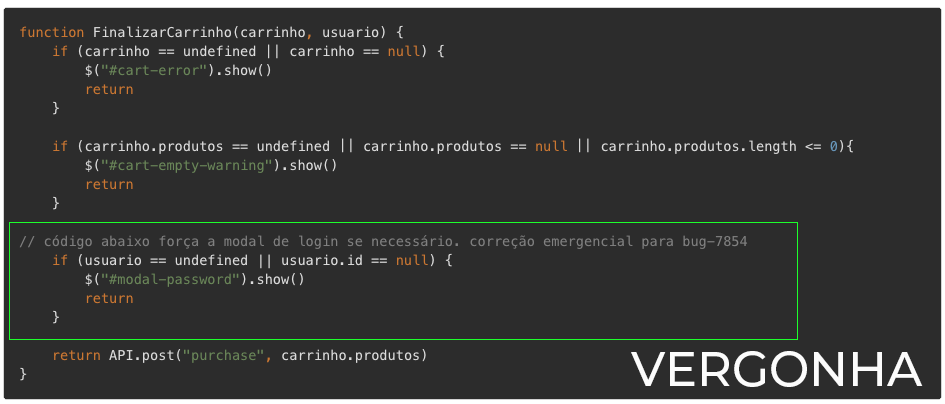 function FinalizarCarrinho(carrinho, usuario) {
    if (carrinho == undefined || carrinho == null) {
        $("#cart-error").show()
        return
    }

    if (carrinho.produtos == undefined || carrinho.produtos == null || carrinho.produtos.length <= 0){
        $("#cart-empty-warning").show()
        return
    }

// código abaixo força a modal de login se necessário. correção emergencial para bug-7854
    if (usuario == undefined || usuario.id == null) {
        $("#modal-password").show()
        return
    }

    return API.post("purchase", carrinho.produtos)
}
VERGONHA